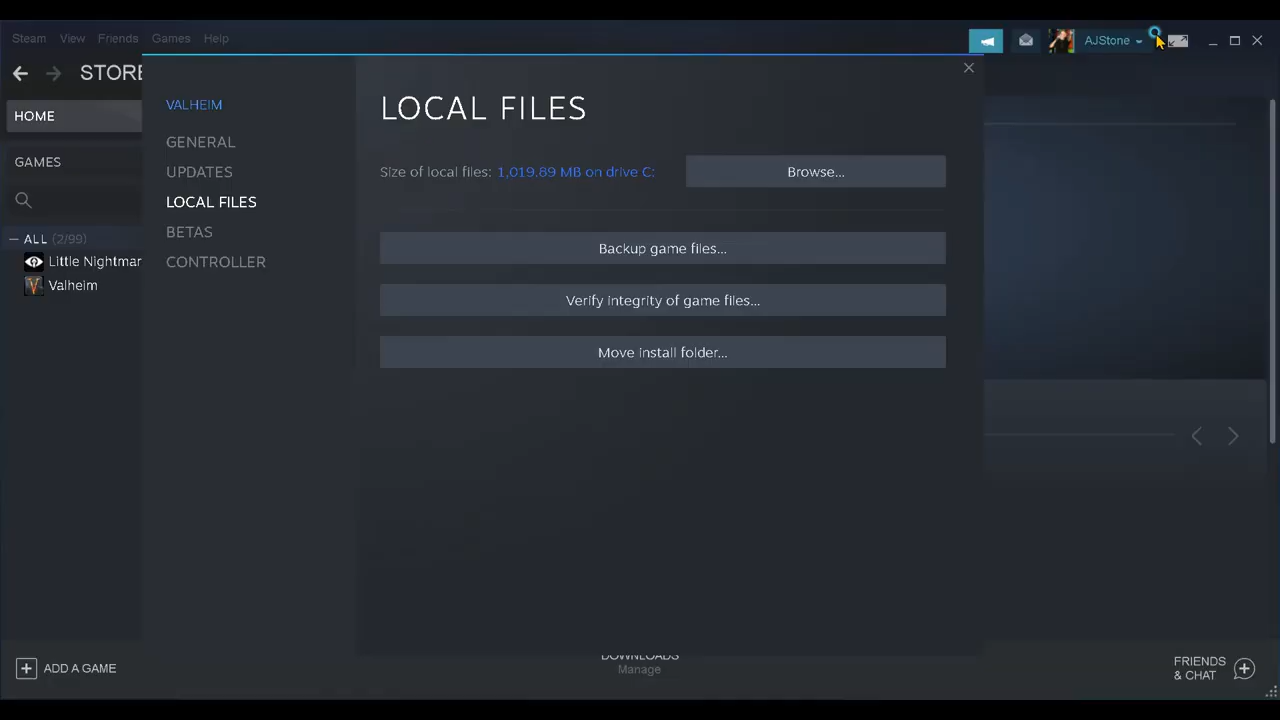 Steam View Friends Games Help
AJStone
STORE
VALHEIM
LOCAL FILES
HOME
GENERAL
GAMES
UPDATES
Size of local files: 1,019.89 MB on drive C:
Browse...
LOCAL FILES
BETAS
ALL (2/99)
Backup game files...
Little Nightmar
CONTROLLER
Valheim
Verify integrity of game files...
Move install folder...
DOWNLOADS
Manage
ADD A GAME
FRIENDS
& CHAT